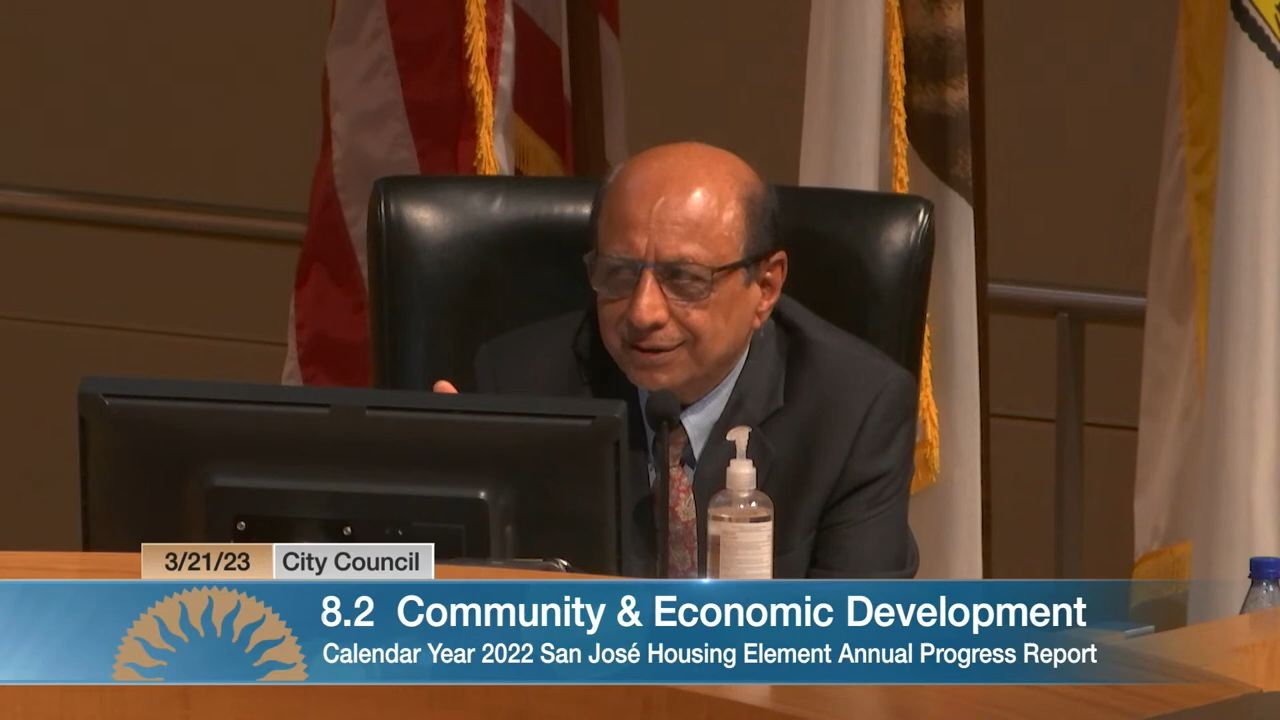 3/21/23 City Council
8.2 Community & Economic Development
Calendar Year 2022 San José Housing Element Annual Progress Report